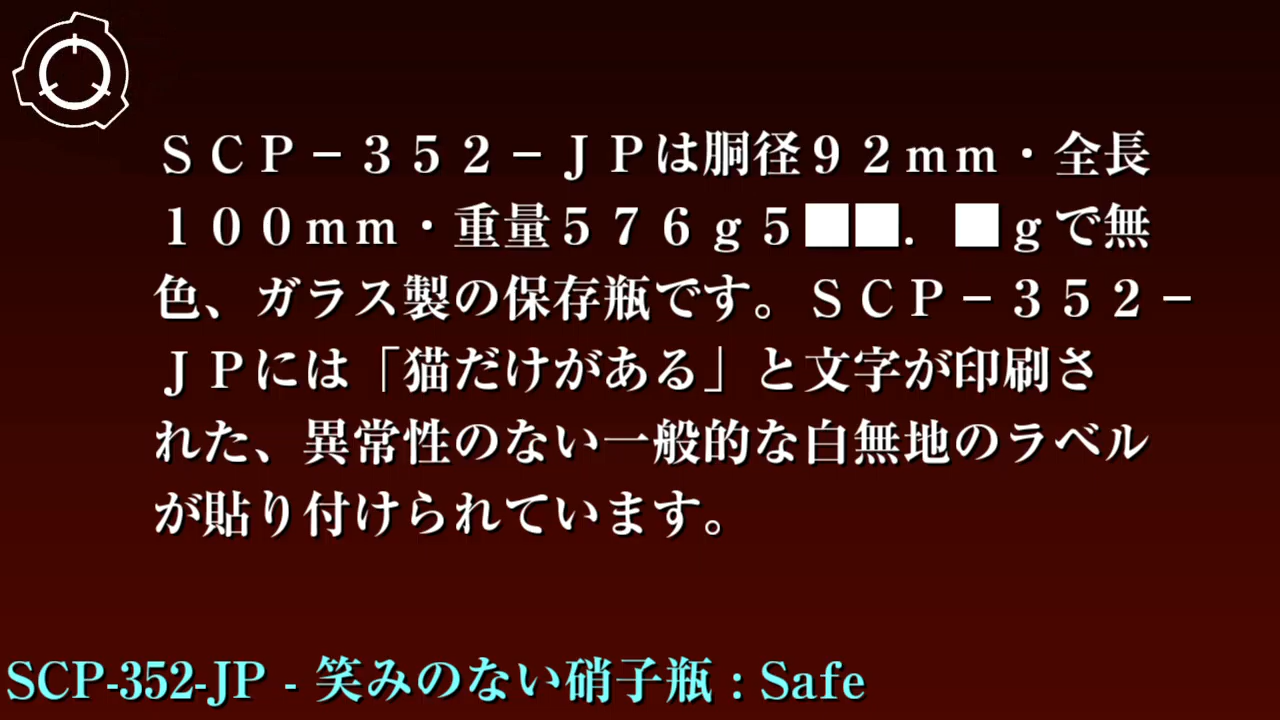 ＳＣＰ－３５２－ＪＰは胴径９２ｍｍ・全長
１００ｍｍ・重量５７６ｇ５██．█ｇで無
色、ガラス製の保存瓶です。ＳＣＰ－３５２－
ＪＰには「猫だけがある」と文字が印刷さ
れた、異常性のない一般的な白無地のラベル
が貼り付けられています。
SCP-352-JP - 笑みのない硝子瓶 : Safe